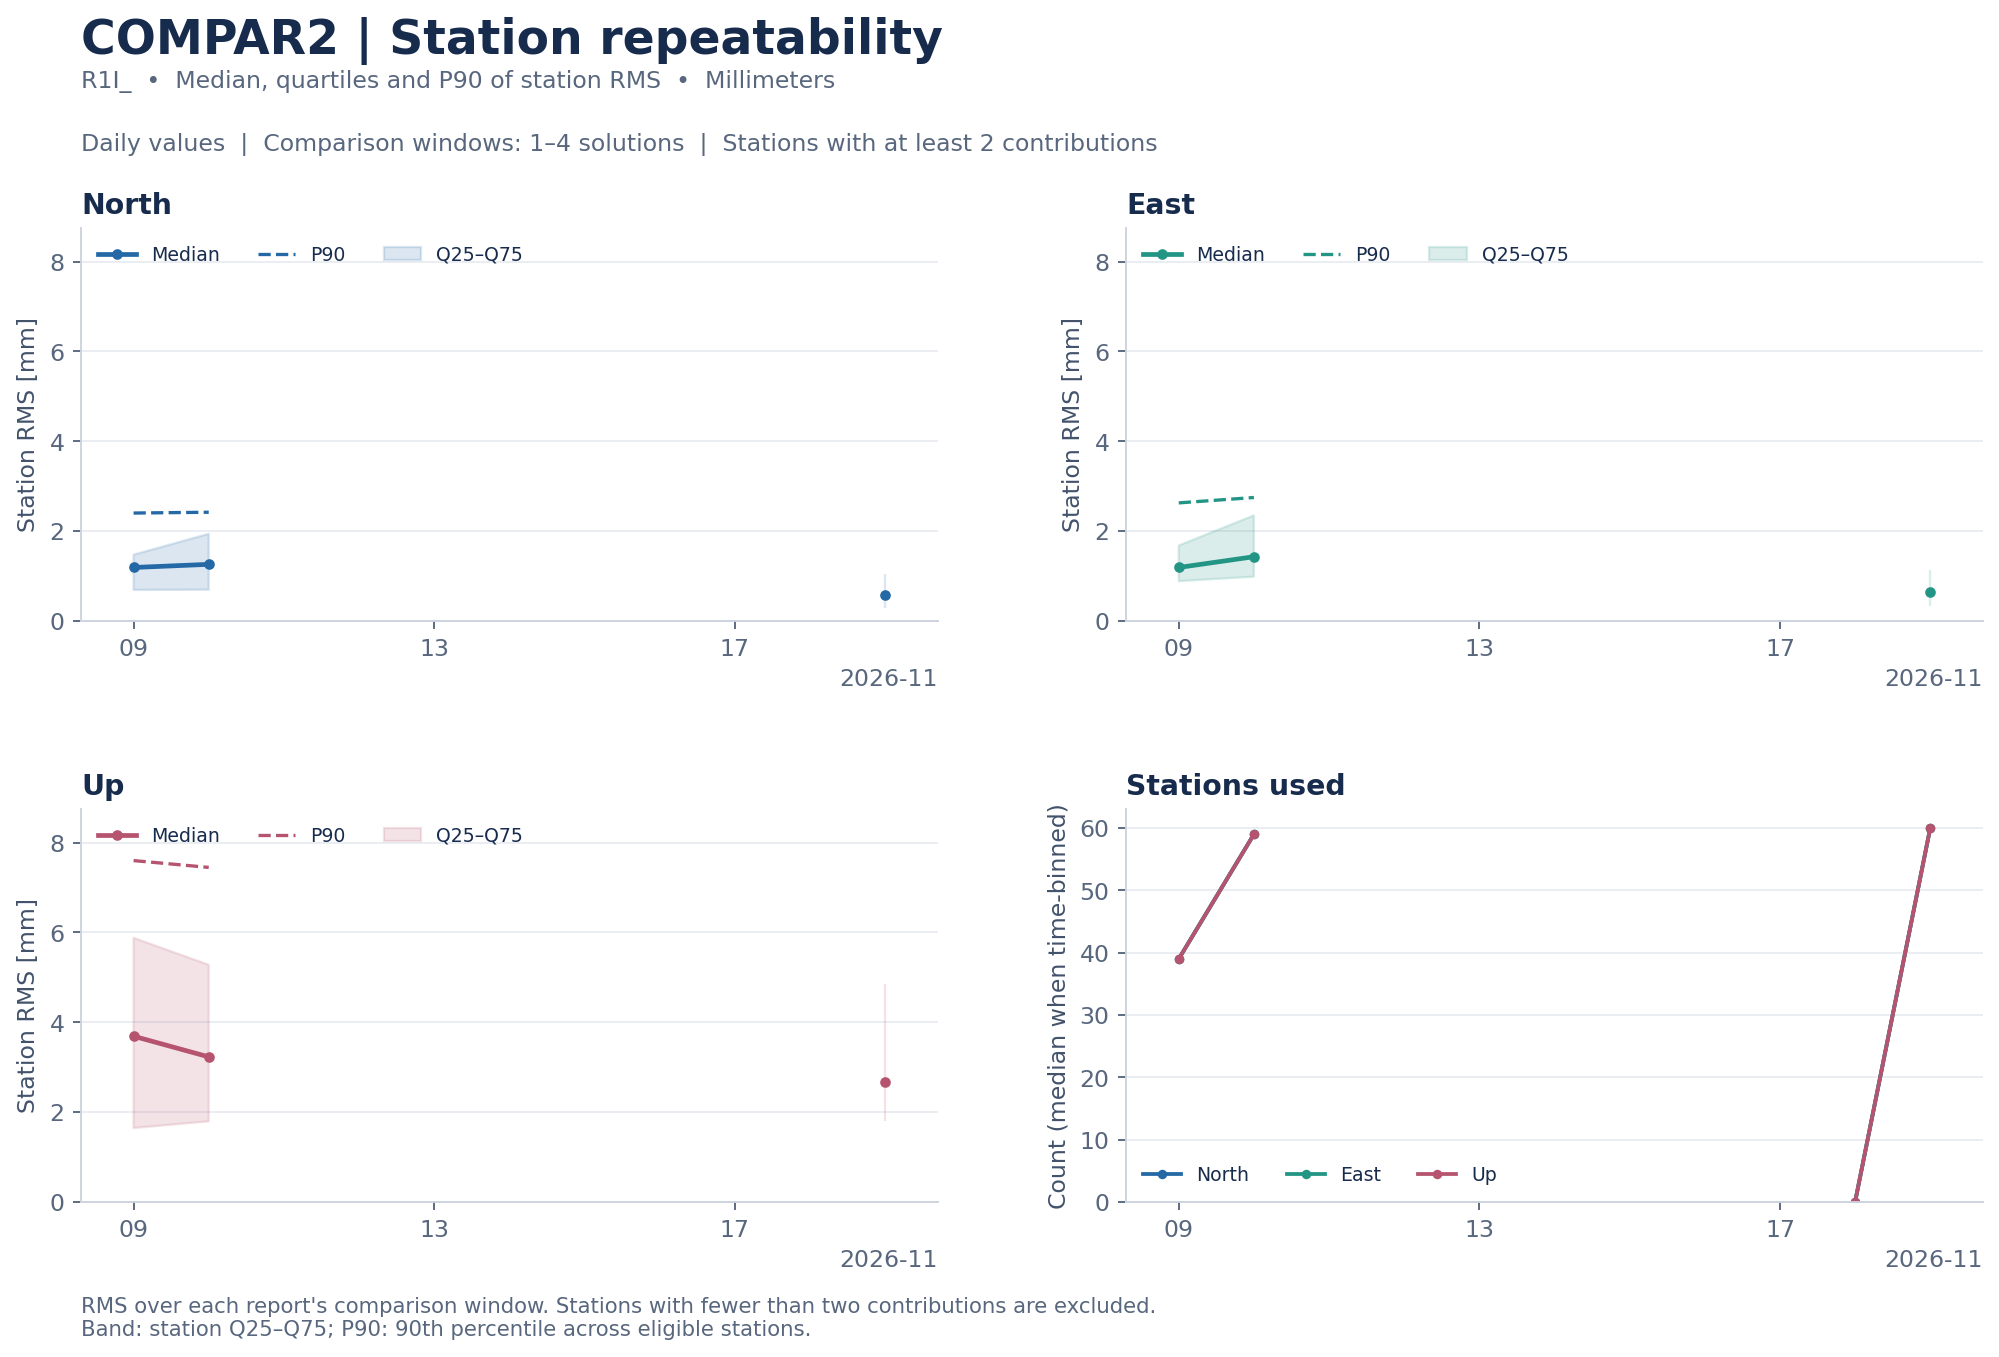 COMPAR2 | Station repeatability
R1I_ • Median, quartiles and P90 of station RMS • Millimeters
Daily values | Comparison windows: 1–4 solutions | Stations with at least 2 contributions
North
Median P90 Q25–Q75
Station RMS [mm]
8
6
4
2
0
09 13 17
2026-11
East
Median P90 Q25–Q75
Station RMS [mm]
8
6
4
2
0
09 13 17
2026-11
Up
Median P90 Q25–Q75
Station RMS [mm]
8
6
4
2
0
09 13 17
2026-11
Stations used
Count (median when time-binned)
60
50
40
30
20
10
0
North East Up
09 13 17
2026-11
RMS over each report's comparison window. Stations with fewer than two contributions are excluded.
Band: station Q25–Q75; P90: 90th percentile across eligible stations.